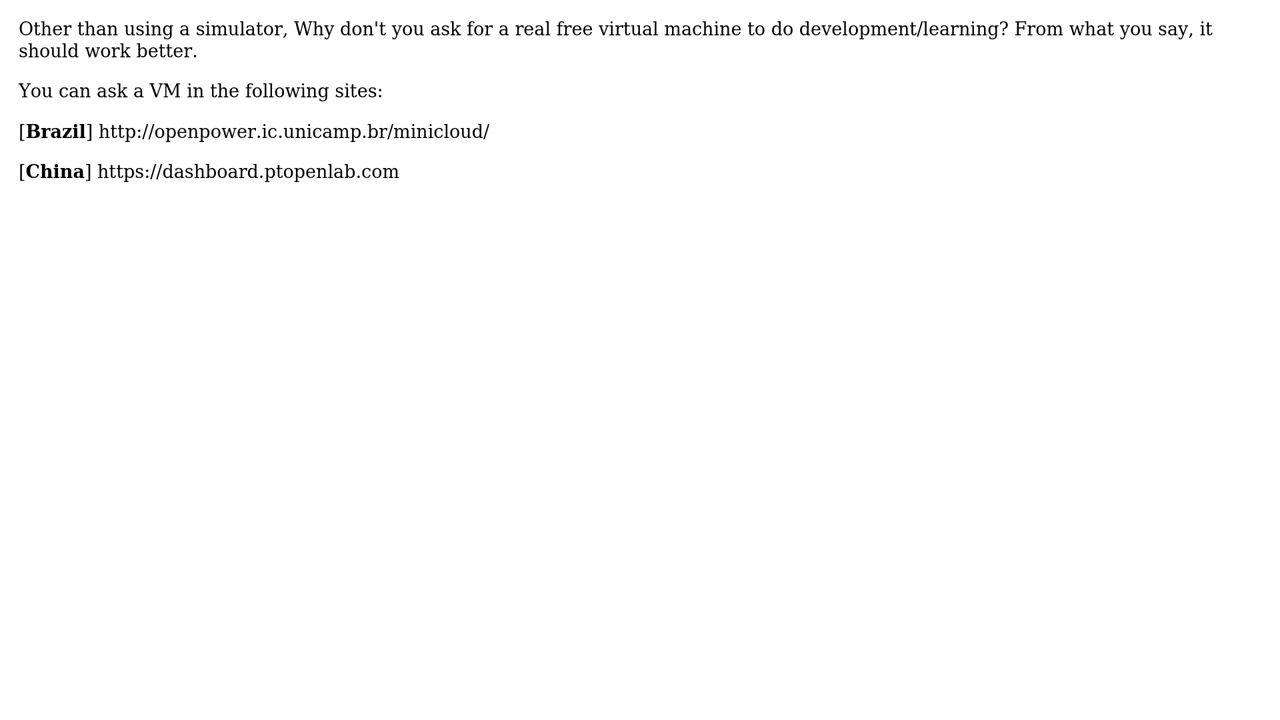 Other than using a simulator, Why don't you ask for a real free virtual machine to do development/learning? From what you say, it
should work better.
You can ask a VM in the following sites:
[Brazil] http://openpower.ic.unicamp.br/minicloud/
[China] https://dashboard.ptopenlab.com